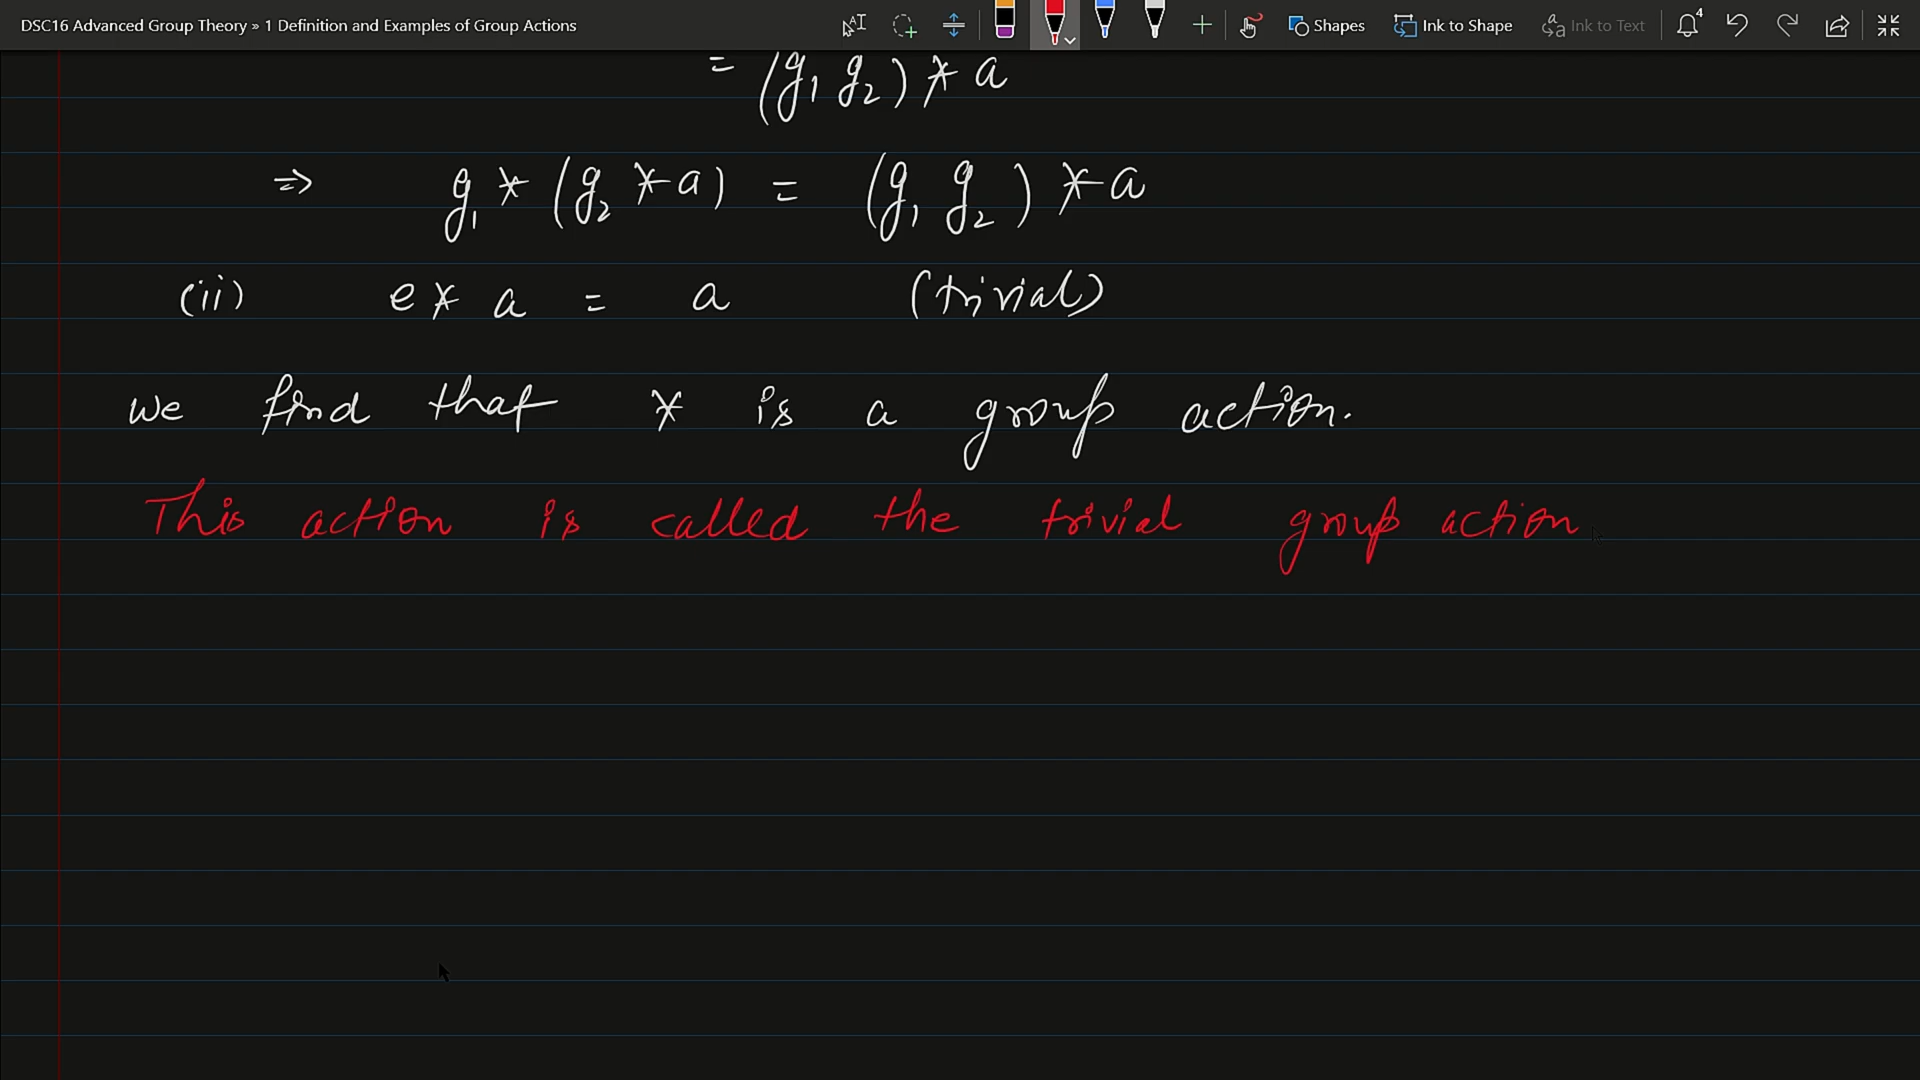 DSC16 Advanced Group Theory » 1 Definition and Examples of Group Actions Shapes Ink to Shape Ink to Text 4
= (g₁ g₂) * a
⇒ g₁ * (g₂ * a) = (g₁ g₂) * a
(ii) e * a = a (trivial)
we find that * is a group action.
This action is called the trivial group action